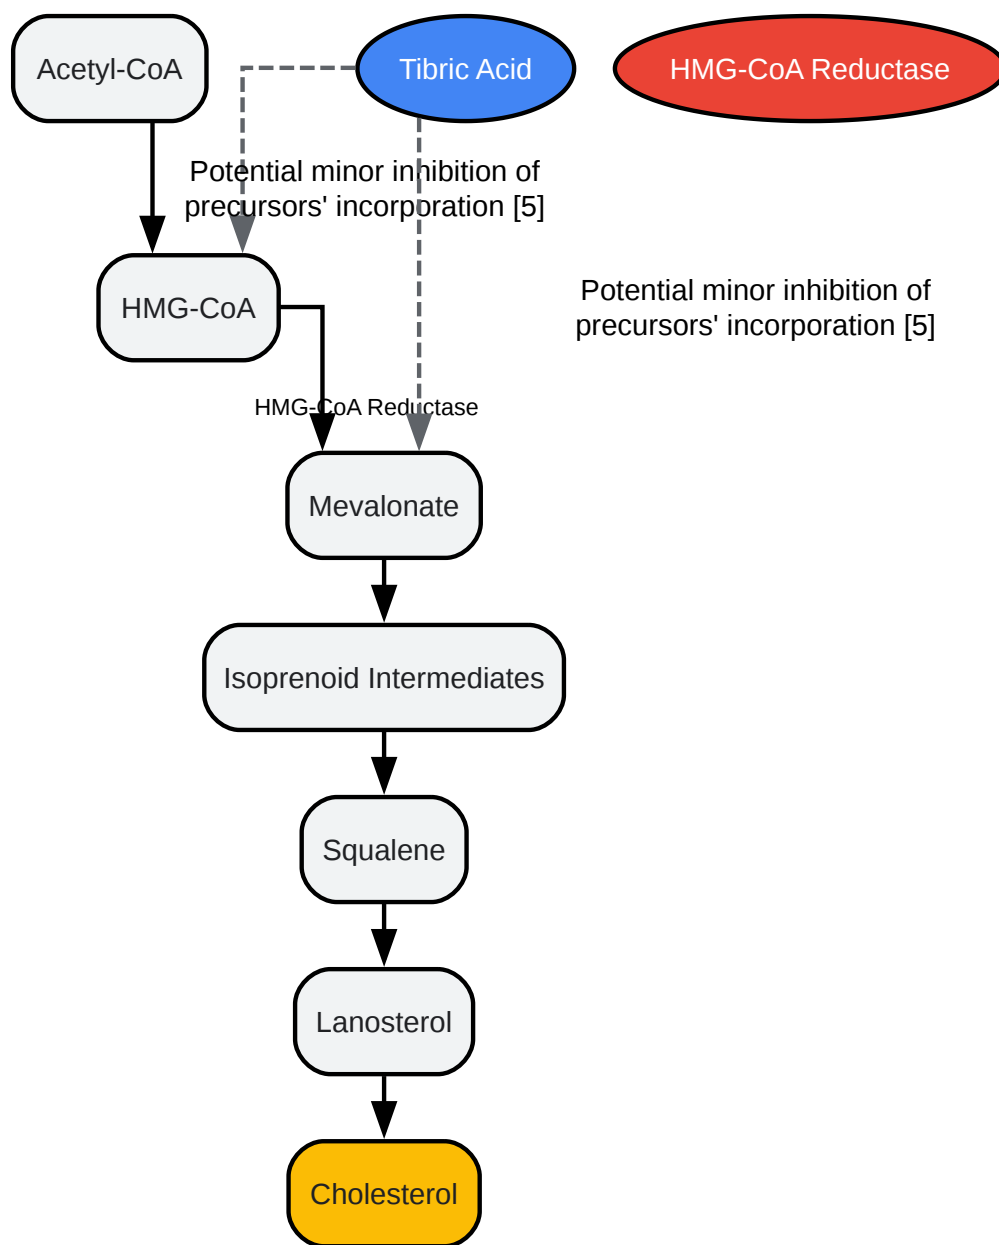 Acetyl-CoA
Tibric Acid
HMG-CoA Reductase
Potential minor inhibition of
precursors' incorporation [5]
HMG-CoA
Potential minor inhibition of
precursors' incorporation [5]
HMG-CoA Reductase
Mevalonate
Isoprenoid Intermediates
Squalene
Lanosterol
Cholesterol